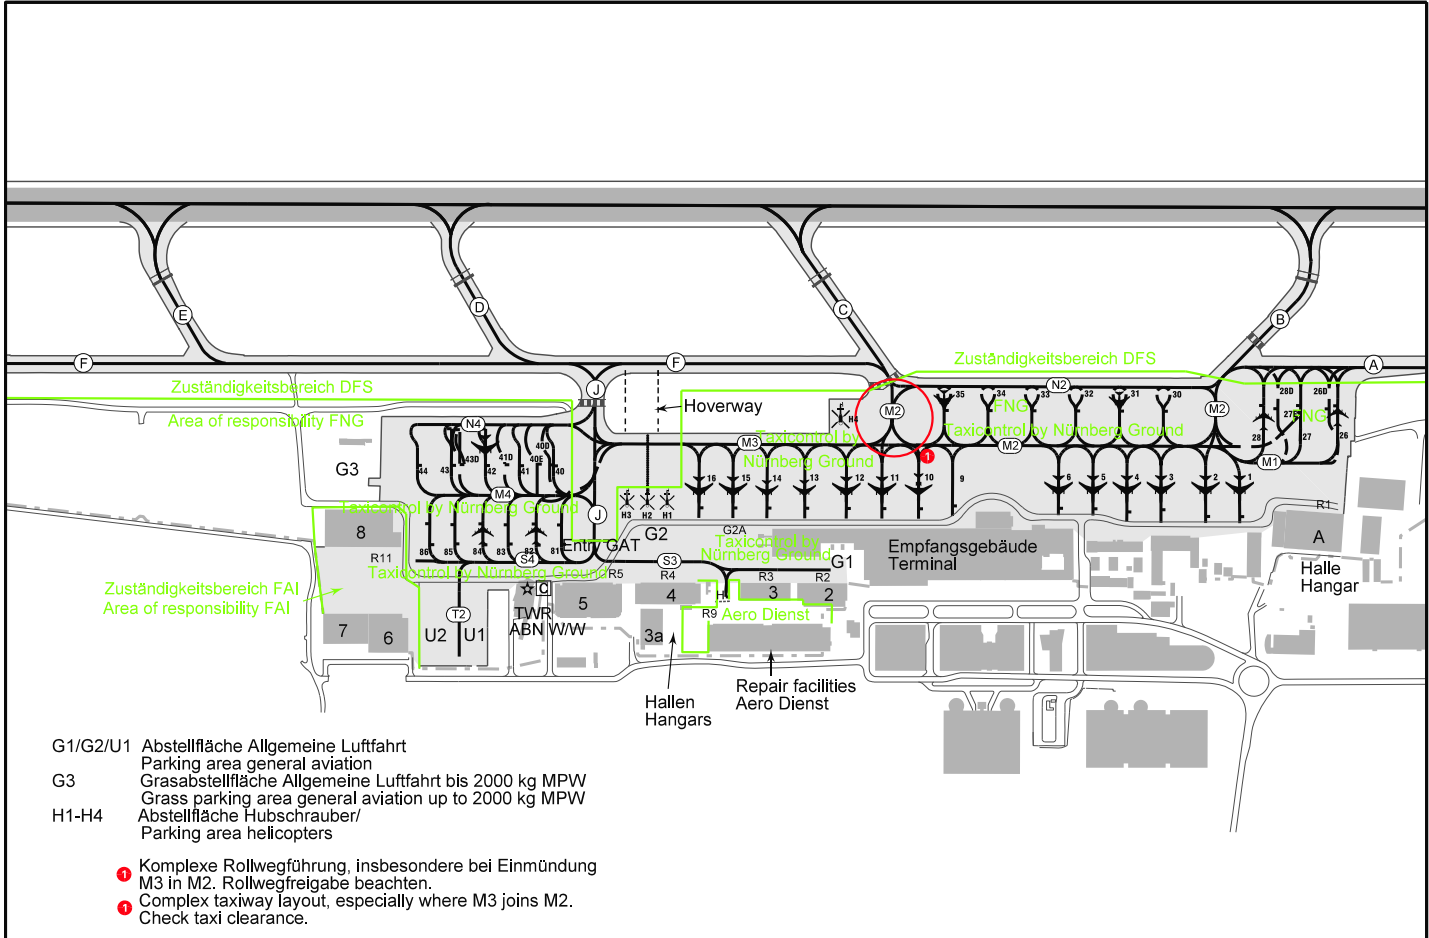 E
D
C
B
F
F
A
Zuständigkeitsbereich DFS
Zuständigkeitsbereich DFS
J
Hoverway
H4
M2
35
34
N2
33
32
31
30
M2
28D
26D
FNG
27
FNG
Area of responsibility FNG
N4
M3
Taxicontrol by
Nürnberg Ground
Taxicontrol by Nürnberg Ground
M2
28
27
26
M1
1
G3
44
43
43D
42
41D
41
40D
40E
40
M4
Taxicontrol by Nürnberg Ground
J
H3
H2
H1
16
15
14
13
12
11
10
9
6
5
4
3
2
1
R1
8
86
85
84
83
82
81
S4
Entry GAT
G2
G2A
Taxicontrol by
Nürnberg Ground
G1
Empfangsgebäude
Terminal
A
Halle
Hangar
R11
Taxicontrol by Nürnberg Ground
R5
S3
R4
R3
R2
Zuständigkeitsbereich FAI
Area of responsibility FAI
C
5
4
H
3
2
TWR
ABN W/W
T2
U2
U1
7
6
3a
R9
Aero Dienst
Hallen
Hangars
Repair facilities
Aero Dienst
G1/G2/U1 Abstellfläche Allgemeine Luftfahrt
Parking area general aviation
G3 Grasabstellfläche Allgemeine Luftfahrt bis 2000 kg MPW
Grass parking area general aviation up to 2000 kg MPW
H1-H4 Abstellfläche Hubschrauber/
Parking area helicopters
1 Komplexe Rollwegführung, insbesondere bei Einmündung
M3 in M2. Rollwegfreigabe beachten.
1 Complex taxiway layout, especially where M3 joins M2.
Check taxi clearance.